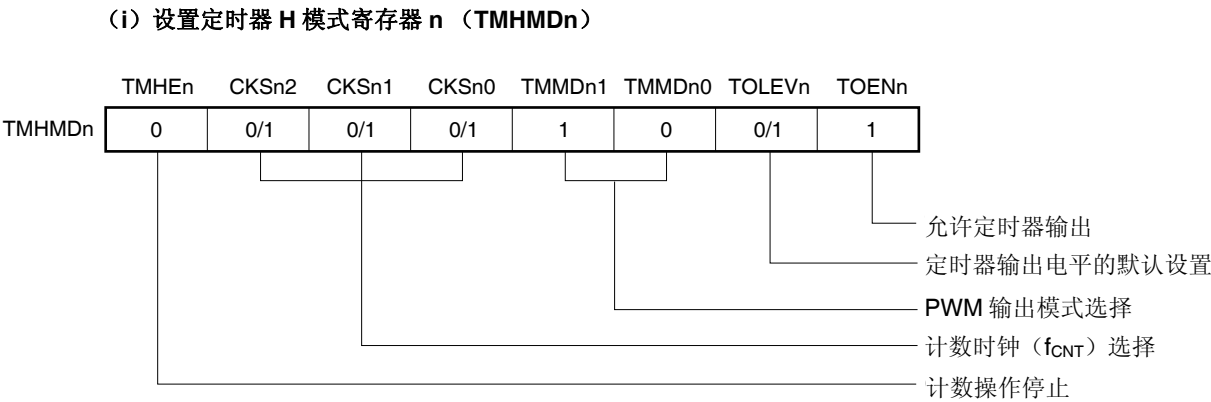 （i）设置定时器 H 模式寄存器 n （TMHMDn）
TMHEn CKSn2 CKSn1 CKSn0 TMMDn1 TMMDn0 TOLEVn TOENn
TMHMDn 0 0/1 0/1 0/1 1 0 0/1 1
允许定时器输出
定时器输出电平的默认设置
PWM 输出模式选择
计数时钟（fCNT）选择
计数操作停止